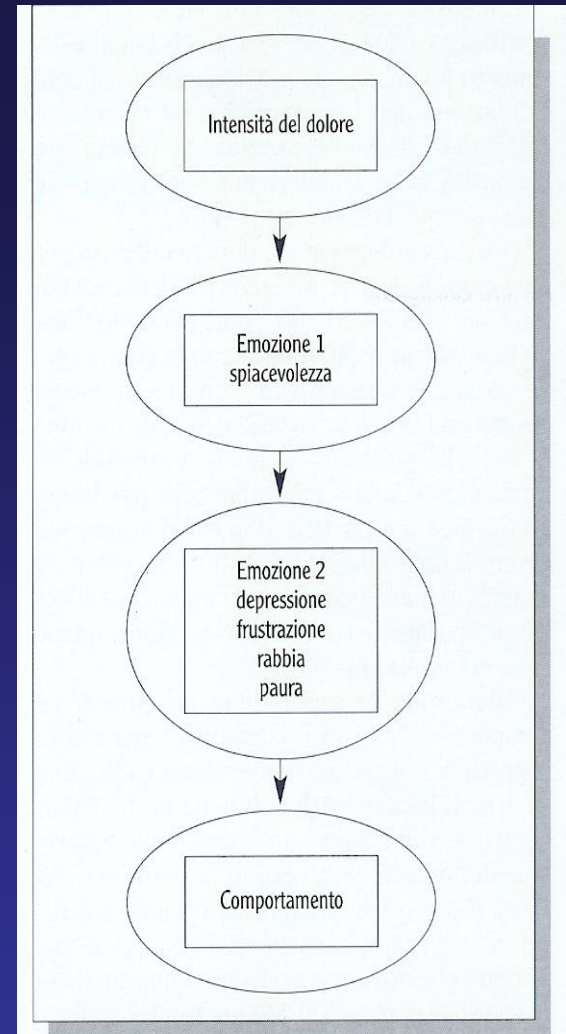 Intensità del dolore
Emozione 1
spiacevolezza
Emozione 2
depressione
frustrazione
rabbia
paura
Comportamento